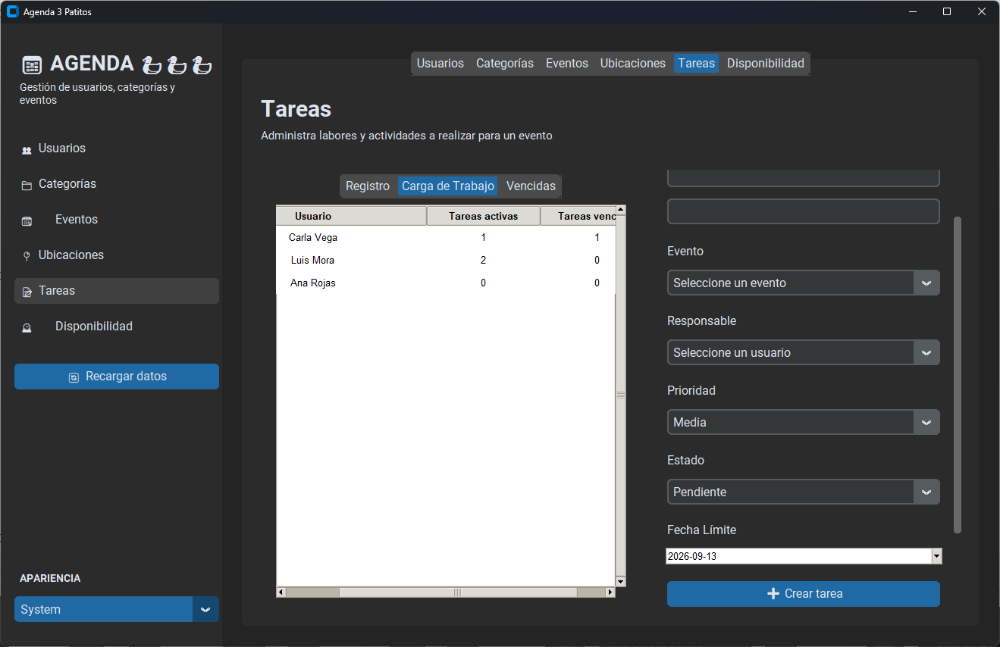 Agenda 3 Patitos
AGENDA
Gestión de usuarios, categorías y
eventos
Usuarios
Categorías
Eventos
Ubicaciones
Tareas
Disponibilidad
Recargar datos
APARIENCIA
System
Usuarios Categorías Eventos Ubicaciones Tareas Disponibilidad
Tareas
Administra labores y actividades a realizar para un evento
Registro Carga de Trabajo Vencidas
Usuario Tareas activas Tareas venc
Carla Vega 1 1
Luis Mora 2 0
Ana Rojas 0 0
Evento
Seleccione un evento
Responsable
Seleccione un usuario
Prioridad
Media
Estado
Pendiente
Fecha Límite
2026-09-13
Crear tarea